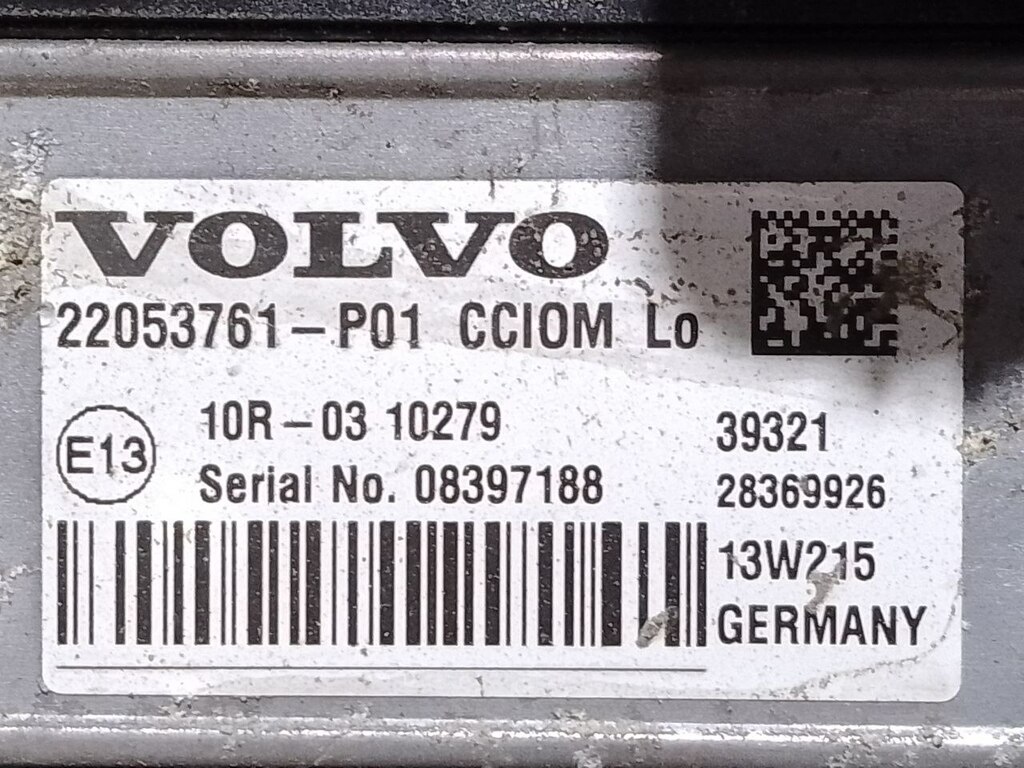 VOLVO
22053761-P01 CCIOM Lo
E13
10R-03 10279
Serial No. 08397188
39321
28369926
13W215
GERMANY